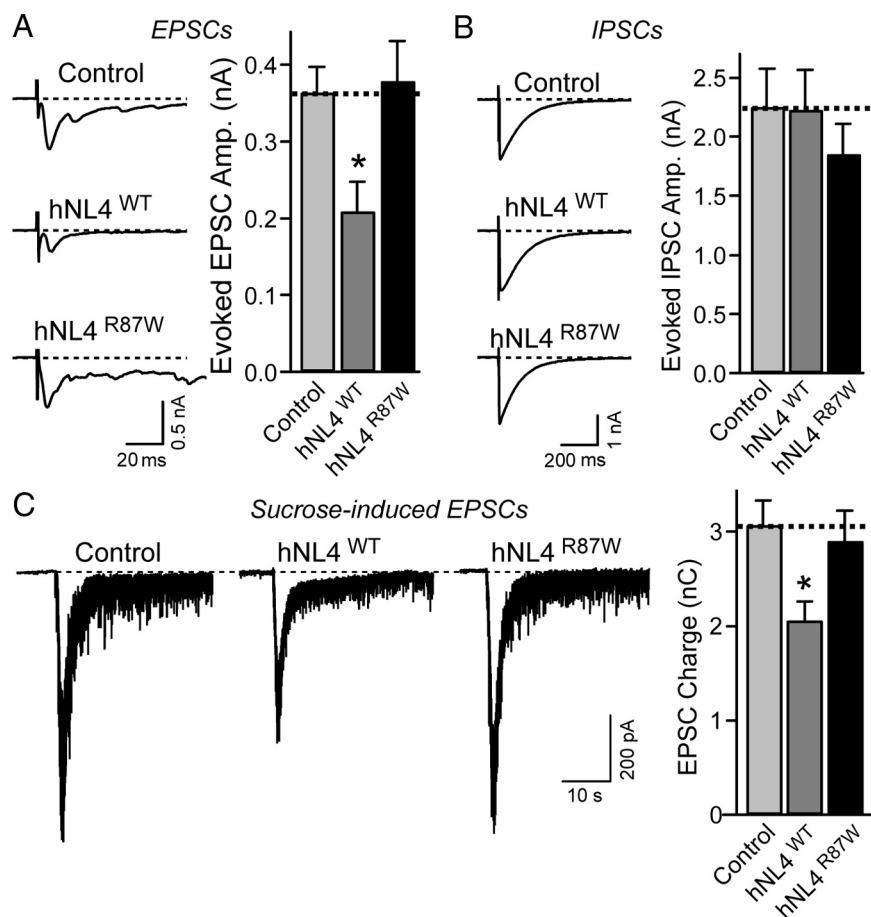 A
EPSCs
Control
hNL4 WT
hNL4 R87W
0.5 nA
20 ms
Evoked EPSC Amp. (nA)
0.4
0.3
0.2
0.1
0.0
*
Control
hNL4 WT
hNL4 R87W
B
IPSCs
Control
hNL4 WT
hNL4 R87W
1 nA
200 ms
Evoked IPSC Amp. (nA)
2.5
2.0
1.5
1.0
0.5
0.0
Control
hNL4 WT
hNL4 R87W
C
Sucrose-induced EPSCs
Control
hNL4 WT
hNL4 R87W
200 pA
10 s
EPSC Charge (nC)
3
2
1
0
*
Control
hNL4 WT
hNL4 R87W